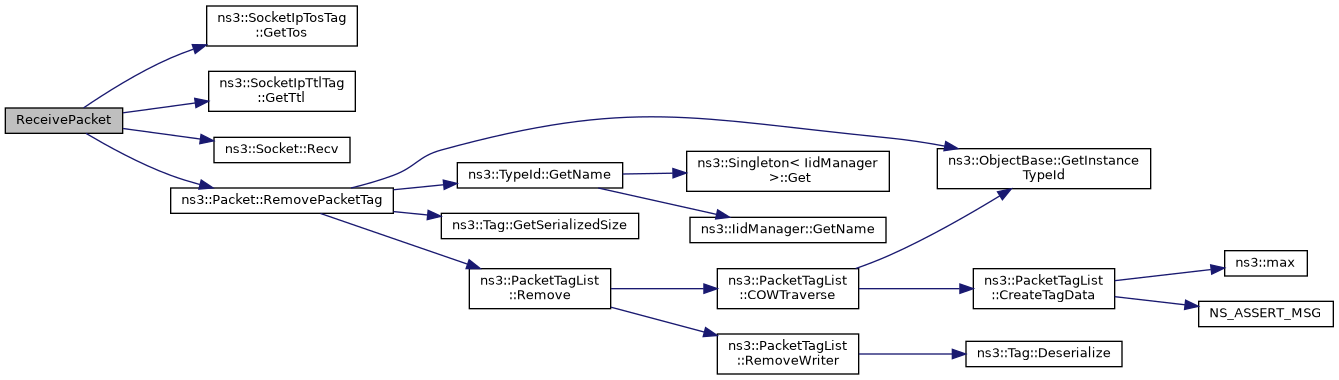 ReceivePacket
ns3::SocketIpTosTag
::GetTos
ns3::SocketIpTtlTag
::GetTtl
ns3::Socket::Recv
ns3::Packet::RemovePacketTag
ns3::TypeId::GetName
ns3::Tag::GetSerializedSize
ns3::PacketTagList
::Remove
ns3::Singleton< IidManager
>::Get
ns3::IidManager::GetName
ns3::PacketTagList
::COWTraverse
ns3::PacketTagList
::RemoveWriter
ns3::ObjectBase::GetInstance
TypeId
ns3::PacketTagList
::CreateTagData
ns3::Tag::Deserialize
ns3::max
NS_ASSERT_MSG